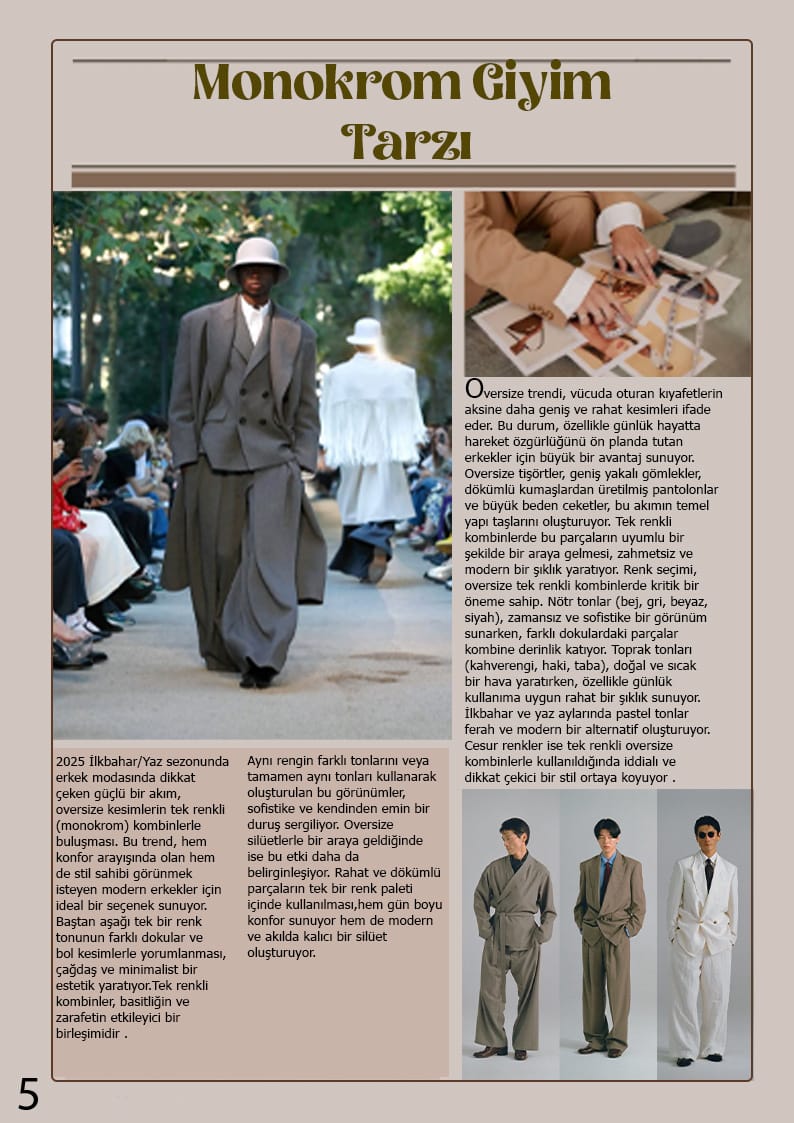 Monokrom Giyim
Tarzı
2025 İlkbahar/Yaz sezonunda
erkek modasında dikkat
çeken güçlü bir akım,
oversize kesimlerin tek renkli
(monokrom) kombinlerle
buluşması. Bu trend, hem
konfor arayışında olan hem
de stil sahibi görünmek
isteyen modern erkekler için
ideal bir seçenek sunuyor.
Baştan aşağı tek bir renk
tonunun farklı dokular ve
bol kesimlerle yorumlanması,
çağdaş ve minimalist bir
estetik yaratıyor.Tek renkli
kombinler, basitliğin ve
zarafetin etkileyici bir
birleşimidir .
Aynı rengin farklı tonlarını veya
tamamen aynı tonları kullanarak
oluşturulan bu görünümler,
sofistike ve kendinden emin bir
duruş sergiliyor. Oversize
silüetlerle bir araya geldiğinde
ise bu etki daha da
belirginleşiyor. Rahat ve dökümlü
parçaların tek bir renk paleti
içinde kullanılması,hem gün boyu
konfor sunuyor hem de modern
ve akılda kalıcı bir silüet
oluşturuyor.
Oversize trendi, vücuda oturan kıyafetlerin
aksine daha geniş ve rahat kesimleri ifade
eder. Bu durum, özellikle günlük hayatta
hareket özgürlüğünü ön planda tutan
erkekler için büyük bir avantaj sunuyor.
Oversize tişörtler, geniş yakalı gömlekler,
dökümlü kumaşlardan üretilmiş pantolonlar
ve büyük beden ceketler, bu akımın temel
yapı taşlarını oluşturuyor. Tek renkli
kombinlerde bu parçaların uyumlu bir
şekilde bir araya gelmesi, zahmetsiz ve
modern bir şıklık yaratıyor. Renk seçimi,
oversize tek renkli kombinlerde kritik bir
öneme sahip. Nötr tonlar (bej, gri, beyaz,
siyah), zamansız ve sofistike bir görünüm
sunarken, farklı dokulardaki parçalar
kombine derinlik katıyor. Toprak tonları
(kahverengi, haki, taba), doğal ve sıcak
bir hava yaratırken, özellikle günlük
kullanıma uygun rahat bir şıklık sunuyor.
İlkbahar ve yaz aylarında pastel tonlar
ferah ve modern bir alternatif oluşturuyor.
Cesur renkler ise tek renkli oversize
kombinlerle kullanıldığında iddialı ve
dikkat çekici bir stil ortaya koyuyor .
5